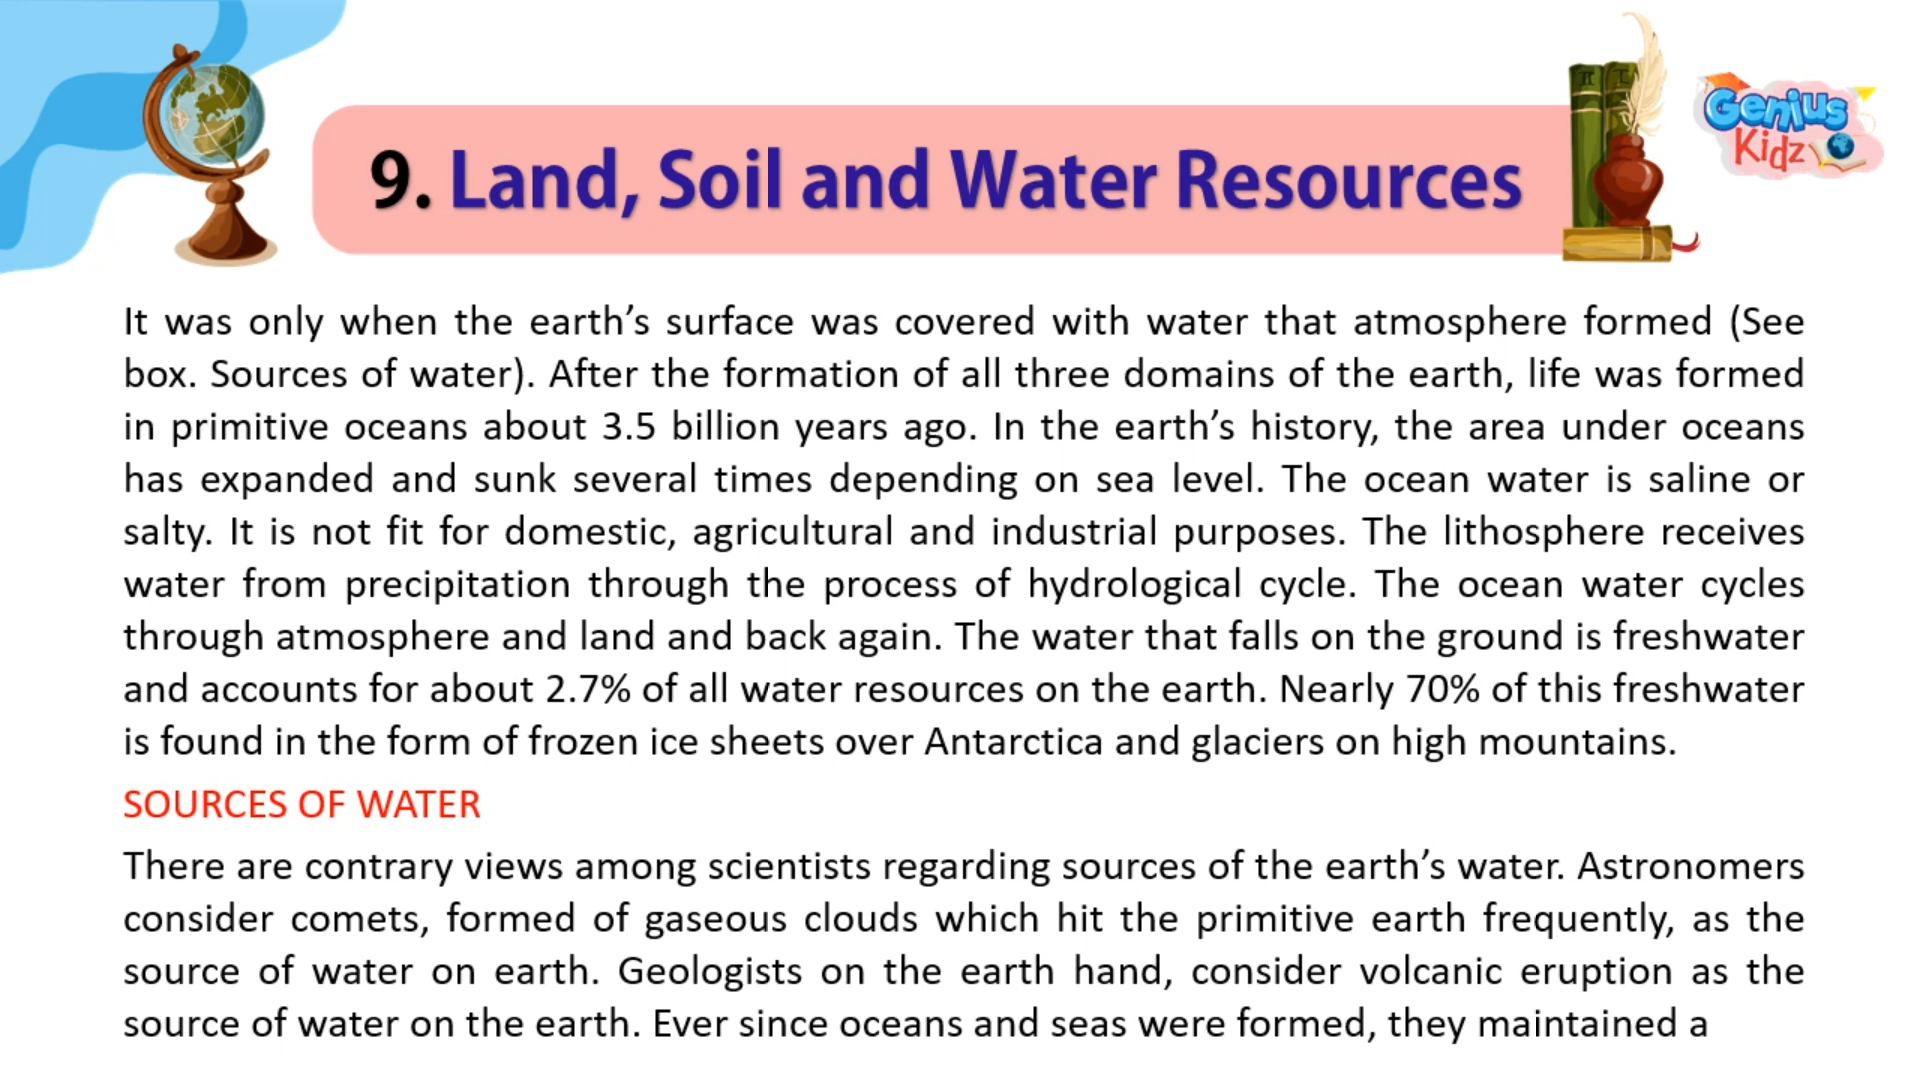 9. Land, Soil and Water Resources
Genius
Kidz
It was only when the earth’s surface was covered with water that atmosphere formed (See
box. Sources of water). After the formation of all three domains of the earth, life was formed
in primitive oceans about 3.5 billion years ago. In the earth’s history, the area under oceans
has expanded and sunk several times depending on sea level. The ocean water is saline or
salty. It is not fit for domestic, agricultural and industrial purposes. The lithosphere receives
water from precipitation through the process of hydrological cycle. The ocean water cycles
through atmosphere and land and back again. The water that falls on the ground is freshwater
and accounts for about 2.7% of all water resources on the earth. Nearly 70% of this freshwater
is found in the form of frozen ice sheets over Antarctica and glaciers on high mountains.
SOURCES OF WATER
There are contrary views among scientists regarding sources of the earth’s water. Astronomers
consider comets, formed of gaseous clouds which hit the primitive earth frequently, as the
source of water on earth. Geologists on the earth hand, consider volcanic eruption as the
source of water on the earth. Ever since oceans and seas were formed, they maintained a